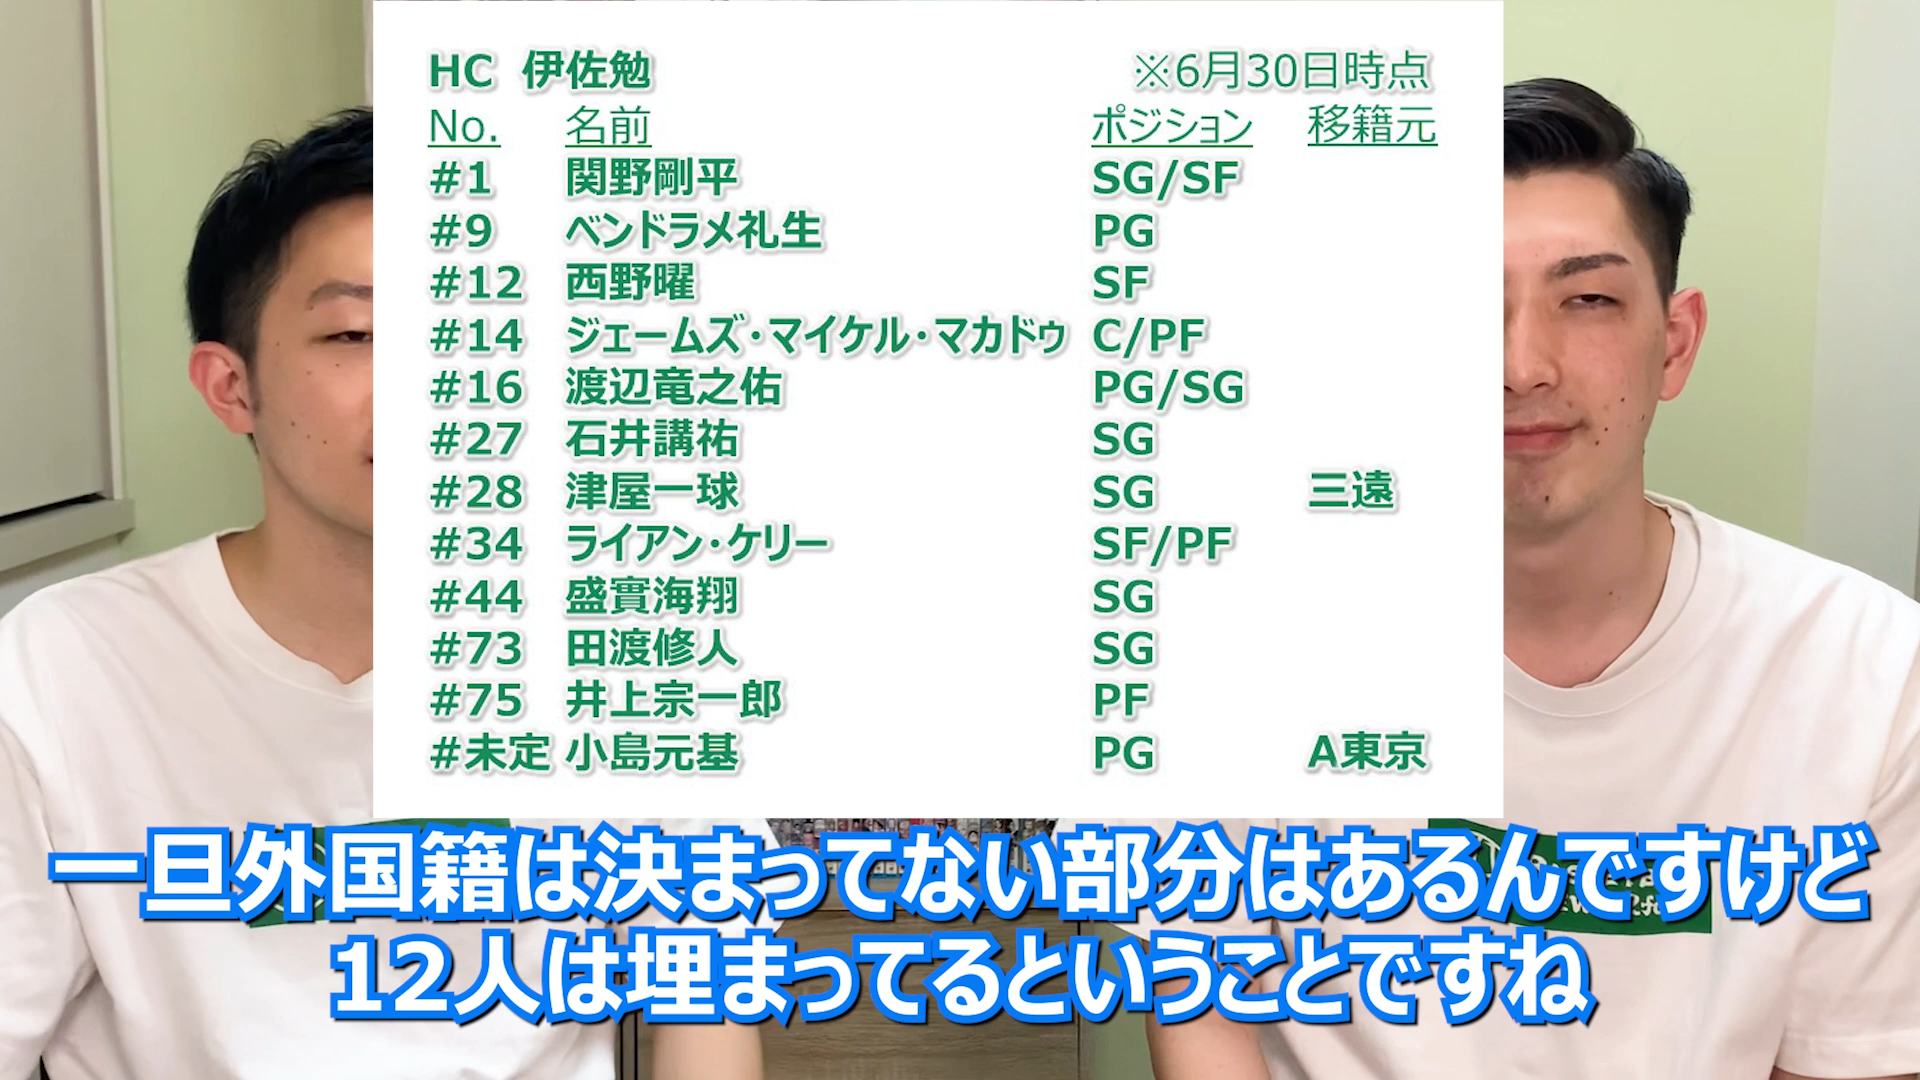 HC 伊佐勉 ※6月30日時点
No. 名前 ポジション 移籍元
#1 関野剛平 SG/SF
#9 ベンドラメ礼生 PG
#12 西野曜 SF
#14 ジェームズ・マイケル・マカドゥ C/PF
#16 渡辺竜之佑 PG/SG
#27 石井講祐 SG
#28 津屋一球 SG 三遠
#34 ライアン・ケリー SF/PF
#44 盛實海翔 SG
#73 田渡修人 SG
#75 井上宗一郎 PF
#未定 小島元基 PG A東京
一旦外国籍は決まってない部分はあるんですけど
12人は埋まってるということですね